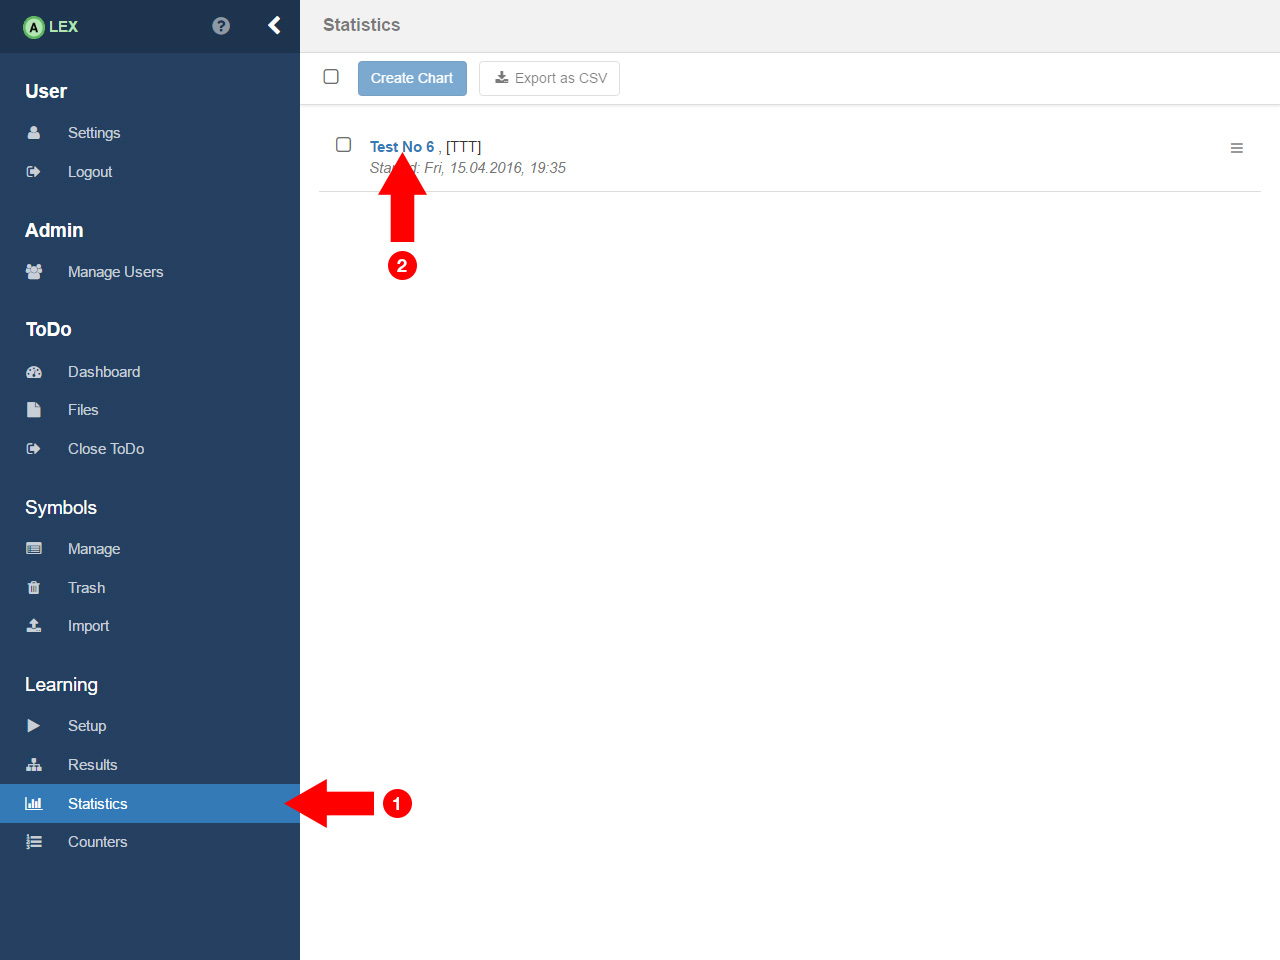 A LEX
Statistics
User
Settings
Logout
Admin
Manage Users
ToDo
Dashboard
Files
Close ToDo
Symbols
Manage
Trash
Import
Learning
Setup
Results
Statistics
Counters
Create Chart
Export as CSV
Test No 6 , [TTT]
Fri, 15.04.2016, 19:35
2
1